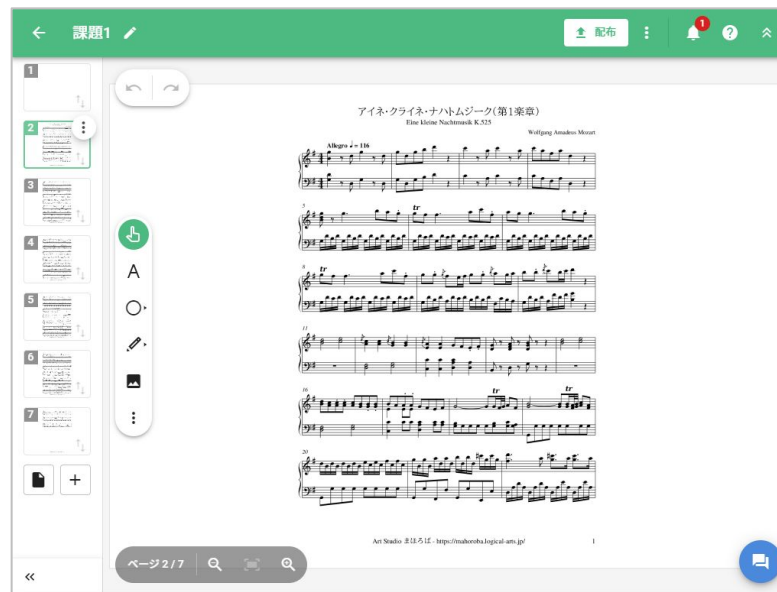 課題1
配布
1
1
2
3
4
5
6
7
アイネ・クライネ・ナハトムジーク(第1楽章)
Eine kleine Nachtmusik K.525
Wolfgang Amadeus Mozart
Allegro ♩= 116
5
tr
8
tr
11
16
tr
tr
20
A
Art Studio まほろば - https://mahoroba.logical-arts.jp/
1
ページ 2 / 7